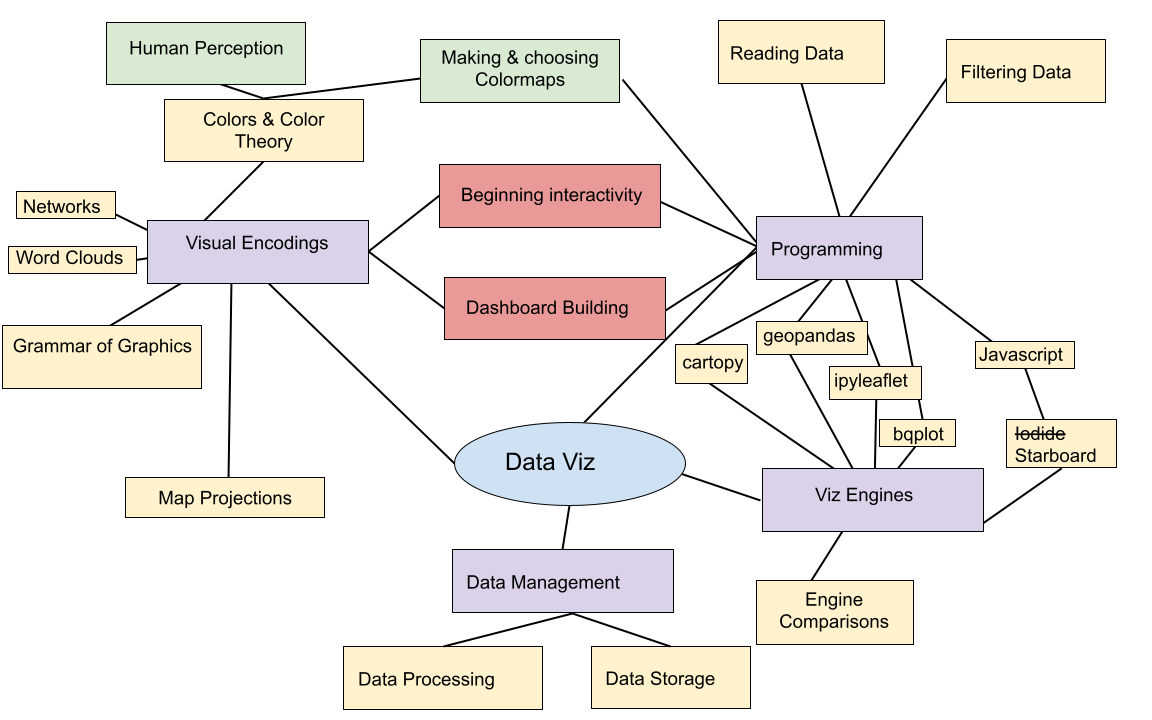 Human Perception
Making & choosing
Colormaps
Reading Data
Filtering Data
Colors & Color
Theory
Beginning interactivity
Networks
Visual Encodings
Word Clouds
Programming
Dashboard Building
Grammar of Graphics
geopandas
cartopy
Javascript
ipyleaflet
bqplot
Iodide
Starboard
Data Viz
Map Projections
Viz Engines
Data Management
Engine
Comparisons
Data Processing
Data Storage